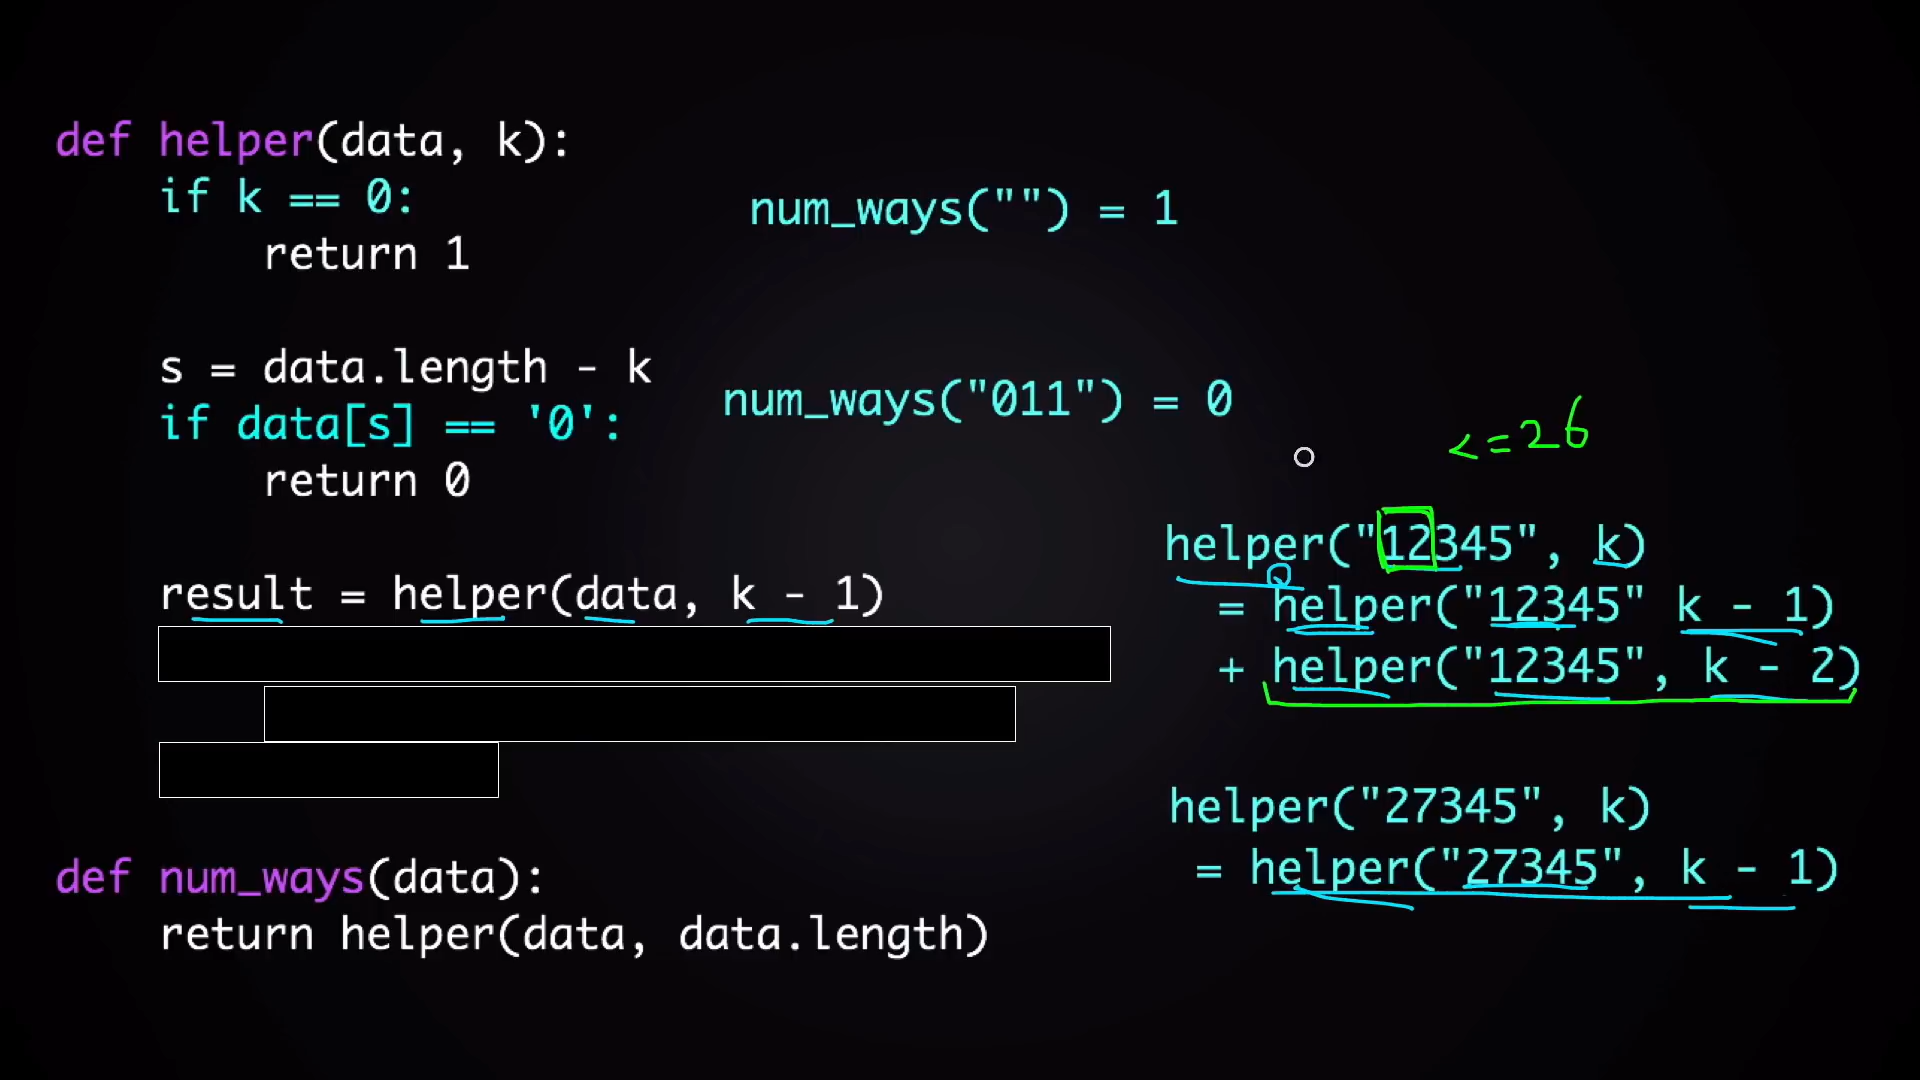 def helper(data, k):
if k == 0:
return 1
s = data.length - k
if data[s] == '0':
return 0
result = helper(data, k - 1)
def num_ways(data):
return helper(data, data.length)
num_ways("") = 1
num_ways("011") = 0
<=26
helper("12345", k)
= helper("12345" k - 1)
+ helper("12345", k - 2)
helper("27345", k)
= helper("27345", k - 1)